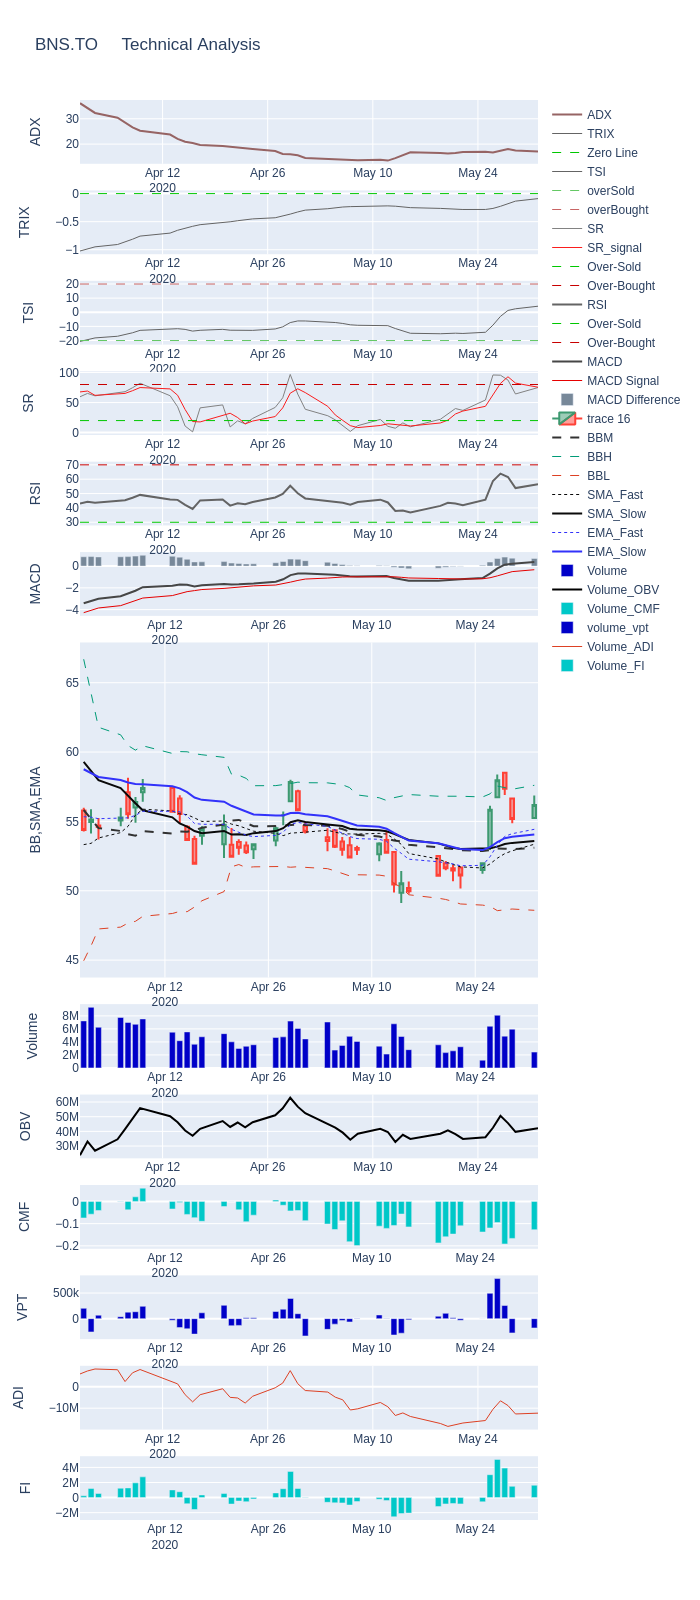 BNS.TO     Technical Analysis
ADX
30
20
Apr 12
2020
Apr 26
May 10
May 24
TRIX
0
−0.5
−1
Apr 12
2020
Apr 26
May 10
May 24
TSI
20
10
0
−10
−20
Apr 12
2020
Apr 26
May 10
May 24
SR
100
50
0
Apr 12
2020
Apr 26
May 10
May 24
RSI
70
60
50
40
30
Apr 12
2020
Apr 26
May 10
May 24
MACD
0
−2
−4
Apr 12
2020
Apr 26
May 10
May 24
BB,SMA,EMA
65
60
55
50
45
Apr 12
2020
Apr 26
May 10
May 24
Volume
8M
6M
4M
2M
0
Apr 12
2020
Apr 26
May 10
May 24
OBV
60M
50M
40M
30M
Apr 12
2020
Apr 26
May 10
May 24
CMF
0
−0.1
−0.2
Apr 12
2020
Apr 26
May 10
May 24
VPT
500k
0
Apr 12
2020
Apr 26
May 10
May 24
ADI
0
−10M
Apr 12
2020
Apr 26
May 10
May 24
FI
4M
2M
0
−2M
Apr 12
2020
Apr 26
May 10
May 24
ADX
TRIX
Zero Line
TSI
overSold
overBought
SR
SR_signal
Over-Sold
Over-Bought
RSI
Over-Sold
Over-Bought
MACD
MACD Signal
MACD Difference
trace 16
BBM
BBH
BBL
SMA_Fast
SMA_Slow
EMA_Fast
EMA_Slow
Volume
Volume_OBV
Volume_CMF
volume_vpt
Volume_ADI
Volume_FI